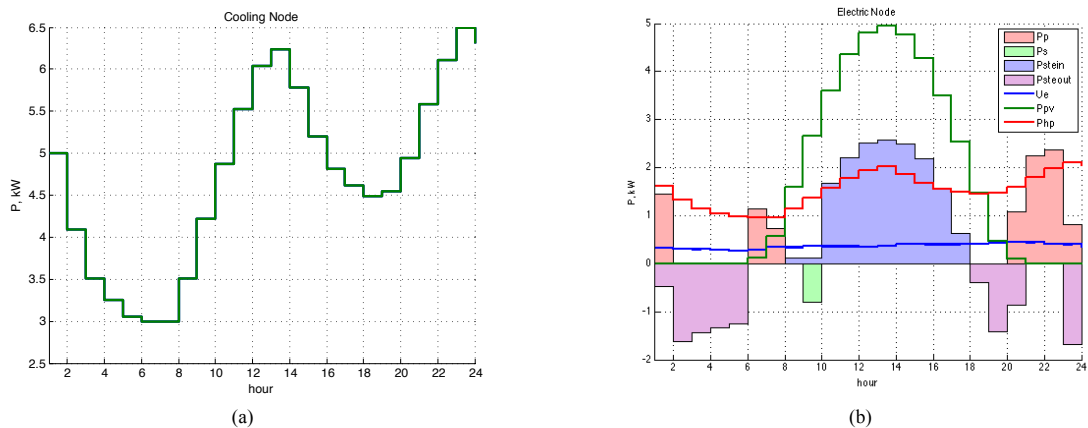 Cooling Node
6.5
6
5.5
5
4.5
4
3.5
3
2.5
P, kW
2 4 6 8 10 12 14 16 18 20 22 24
hour
(a)
Electric Node
5
4
3
2
1
0
-1
-2
P, kW
Pp
Ps
Pstein
Psteout
Ue
Ppv
Php
2 4 6 8 10 12 14 16 18 20 22 24
hour
(b)